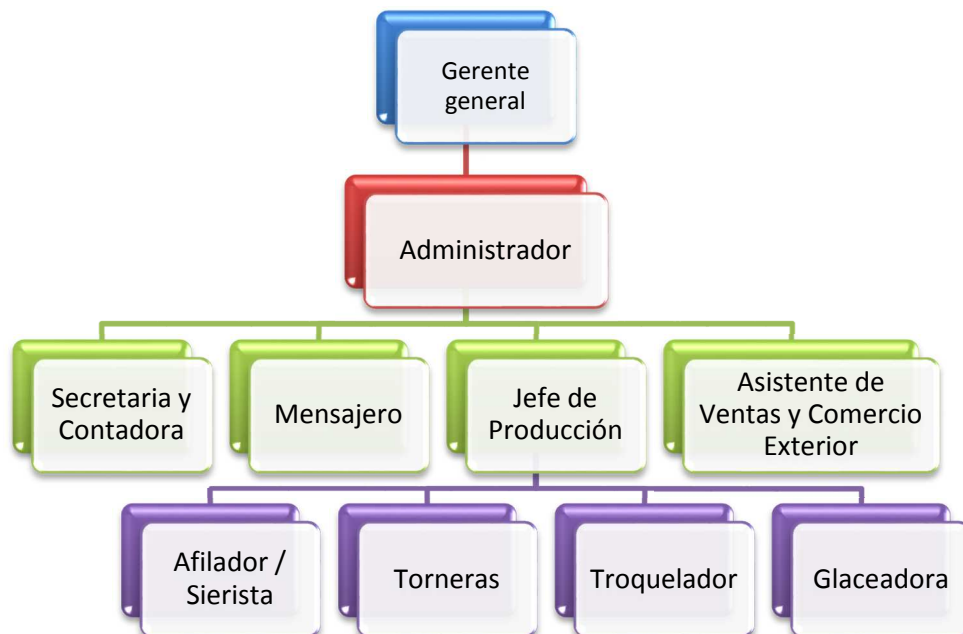 Gerente
general
Administrador
Secretaria y
Contadora
Mensajero
Jefe de
Producción
Asistente de
Ventas y Comercio
Exterior
Afilador /
Sierista
Torneras
Troquelador
Glaceadora